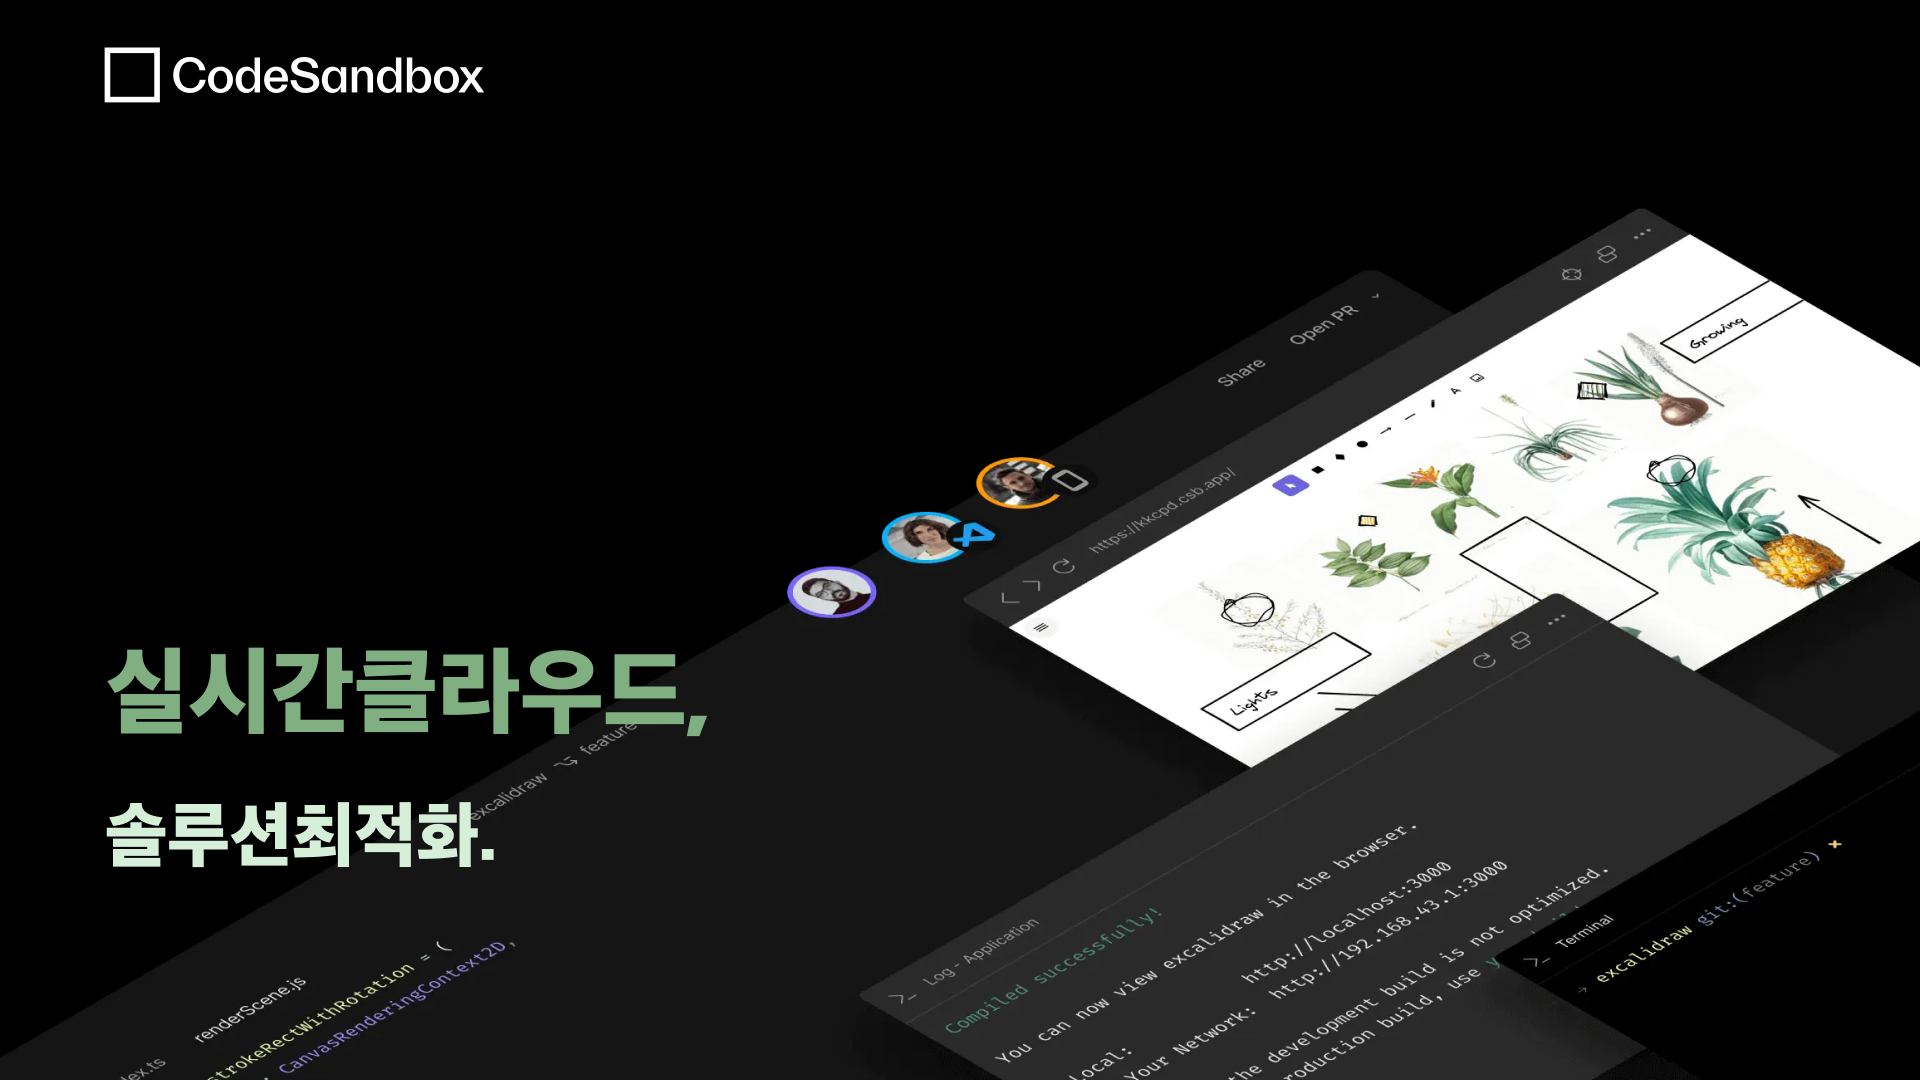 CodeSandbox
Open PR
Share
Growing
https://kkcpd.csb.app/
Lights
실시간클라우드,
excalidraw feature
솔루션최적화.
renderScene.js
strokeRectWithRotation = (
: CanvasRenderingContext2D,
Log - Application
Compiled successfully!
You can now view excalidraw in the browser.
Local: http://localhost:3000
Your Network: http://192.168.43.1:3000
the development build is not optimized.
production build, use
Terminal
excalidraw git:(feature)